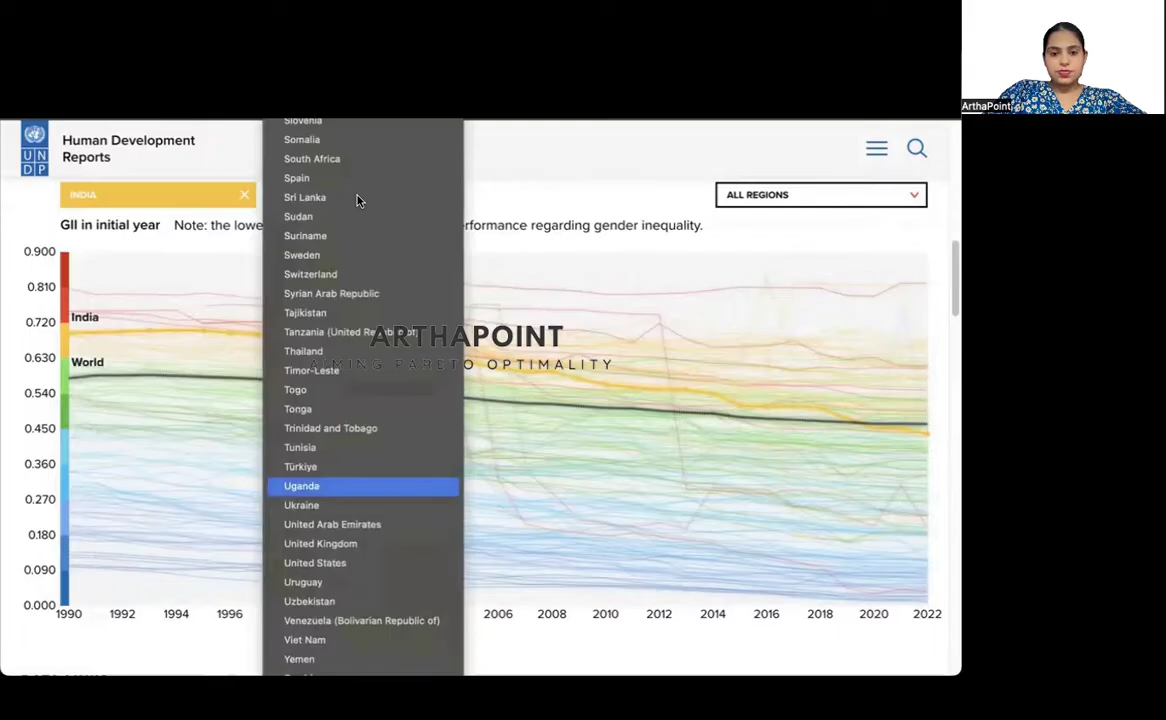 ArthaPoint
UN
DP
Human Development
Reports
INDIA
ALL REGIONS
GII in initial year Note: the lowe
rformance regarding gender inequality.
0.900
0.810
0.720
0.630
0.540
0.450
0.360
0.270
0.180
0.090
0.000
India
World
1990 1992 1994 1996 2006 2008 2010 2012 2014 2016 2018 2020 2022
Slovenia
Somalia
South Africa
Spain
Sri Lanka
Sudan
Suriname
Sweden
Switzerland
Syrian Arab Republic
Tajikistan
Tanzania (United Republic of)
Thailand
Timor-Leste
Togo
Tonga
Trinidad and Tobago
Tunisia
Türkiye
Uganda
Ukraine
United Arab Emirates
United Kingdom
United States
Uruguay
Uzbekistan
Venezuela (Bolivarian Republic of)
Viet Nam
Yemen
ARTHAPOINT
AIMING PARETO OPTIMALITY